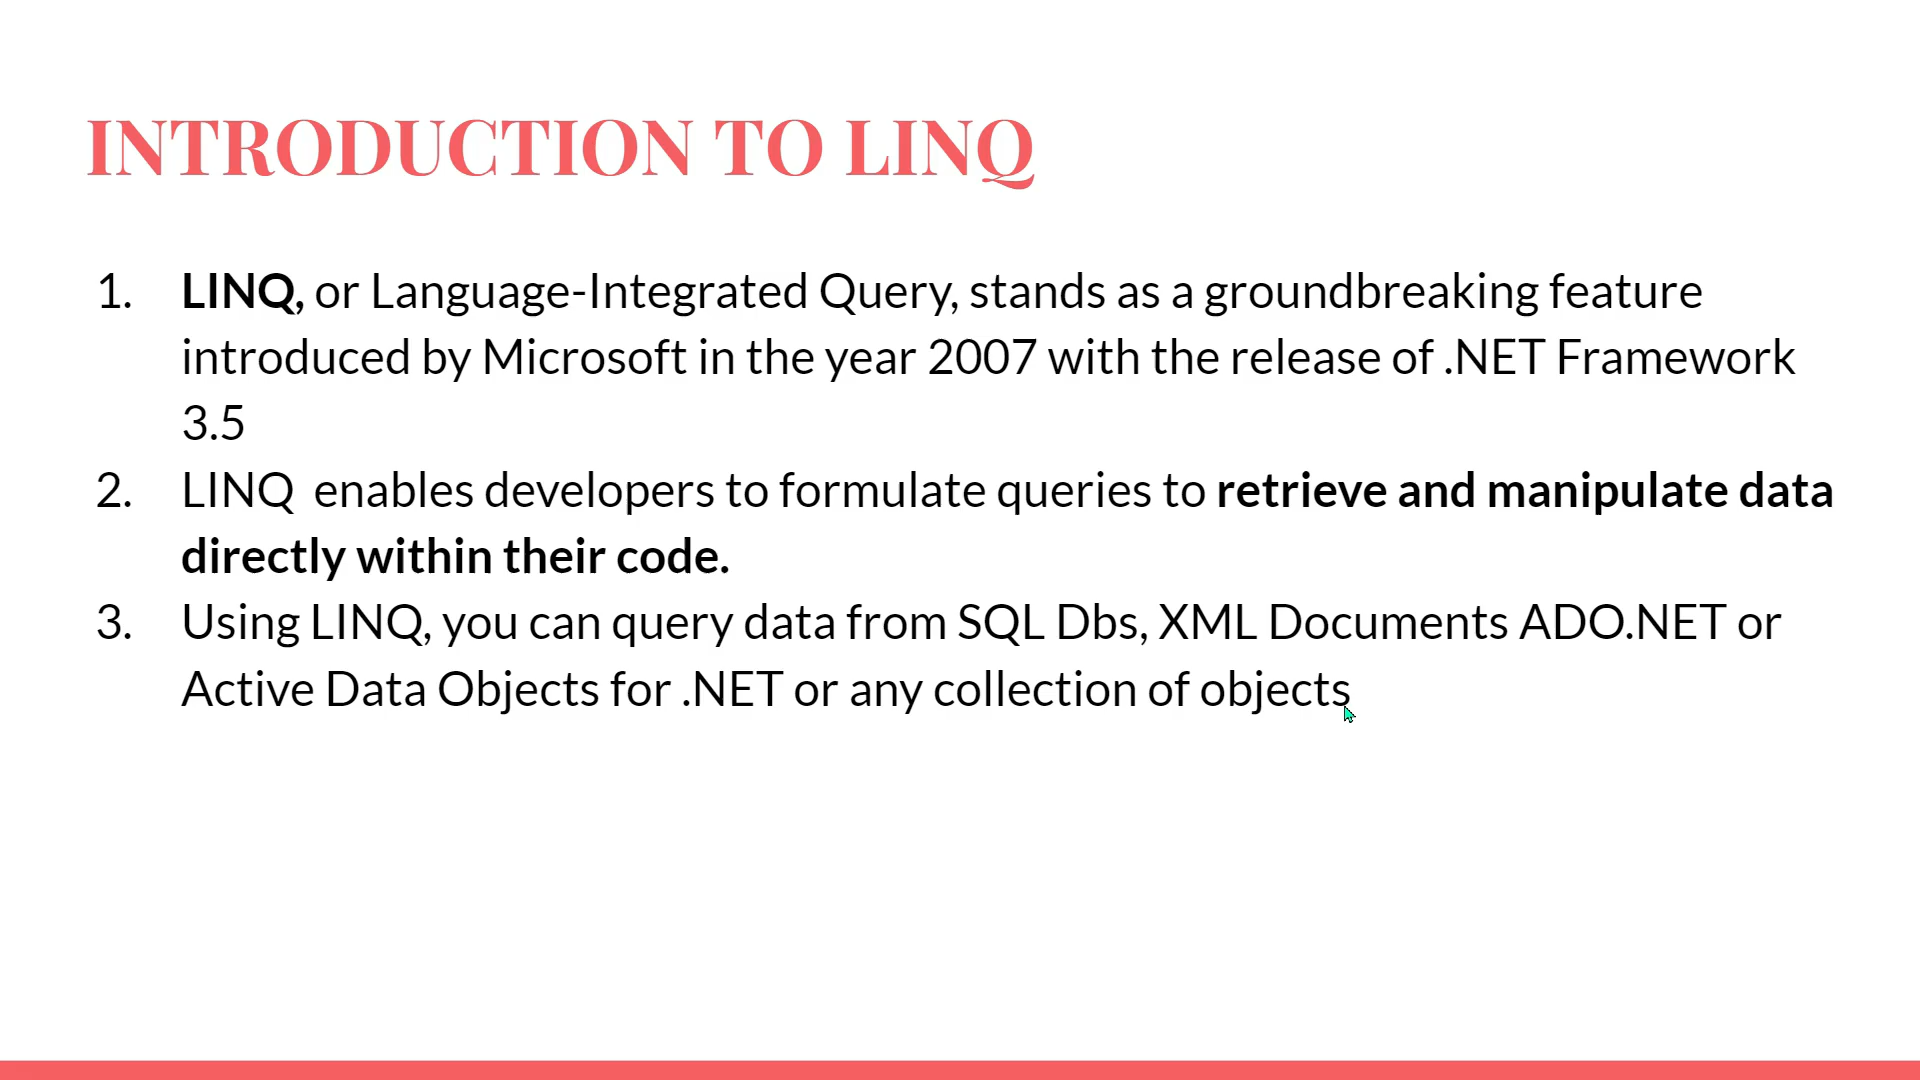 INTRODUCTION TO LINQ
1. LINQ, or Language-Integrated Query, stands as a groundbreaking feature
introduced by Microsoft in the year 2007 with the release of .NET Framework
3.5
2. LINQ  enables developers to formulate queries to retrieve and manipulate data
directly within their code.
3. Using LINQ, you can query data from SQL Dbs, XML Documents ADO.NET or
Active Data Objects for .NET or any collection of objects